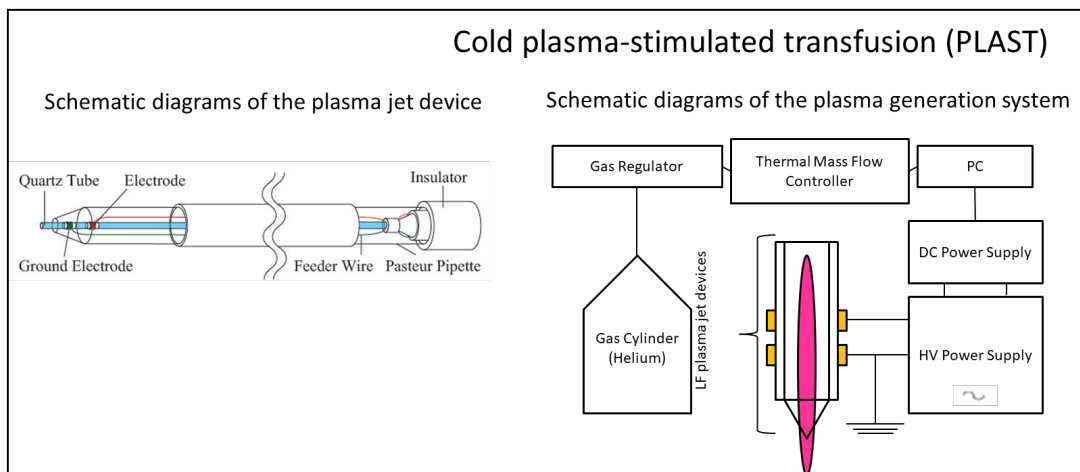 Cold plasma-stimulated transfusion (PLAST)
Schematic diagrams of the plasma jet device
Schematic diagrams of the plasma generation system
Quartz Tube
Electrode
Insulator
Ground Electrode
Feeder Wire
Pasteur Pipette
Gas Regulator
Thermal Mass Flow
Controller
PC
DC Power Supply
Gas Cylinder
(Helium)
LF plasma jet devices
HV Power Supply